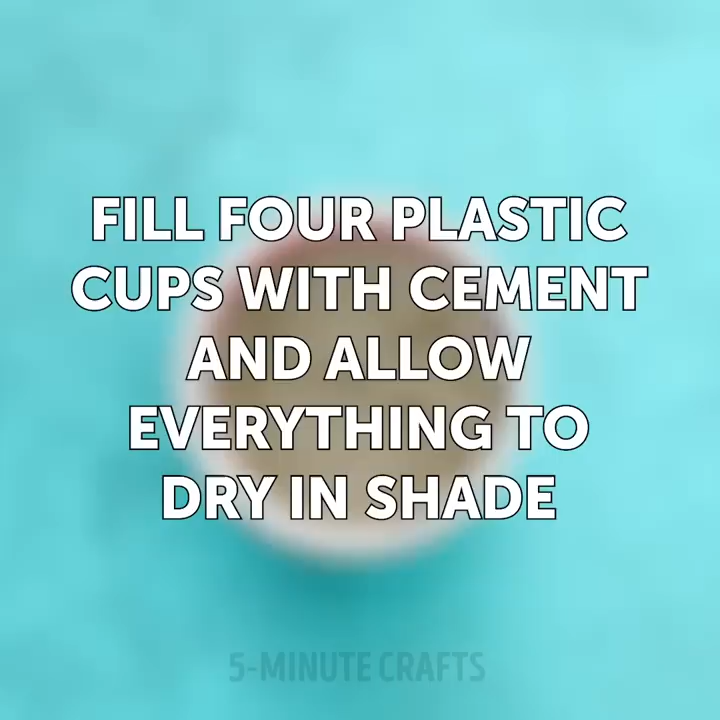 FILL FOUR PLASTIC
CUPS WITH CEMENT
AND ALLOW
EVERYTHING TO
DRY IN SHADE
5-MINUTE CRAFTS